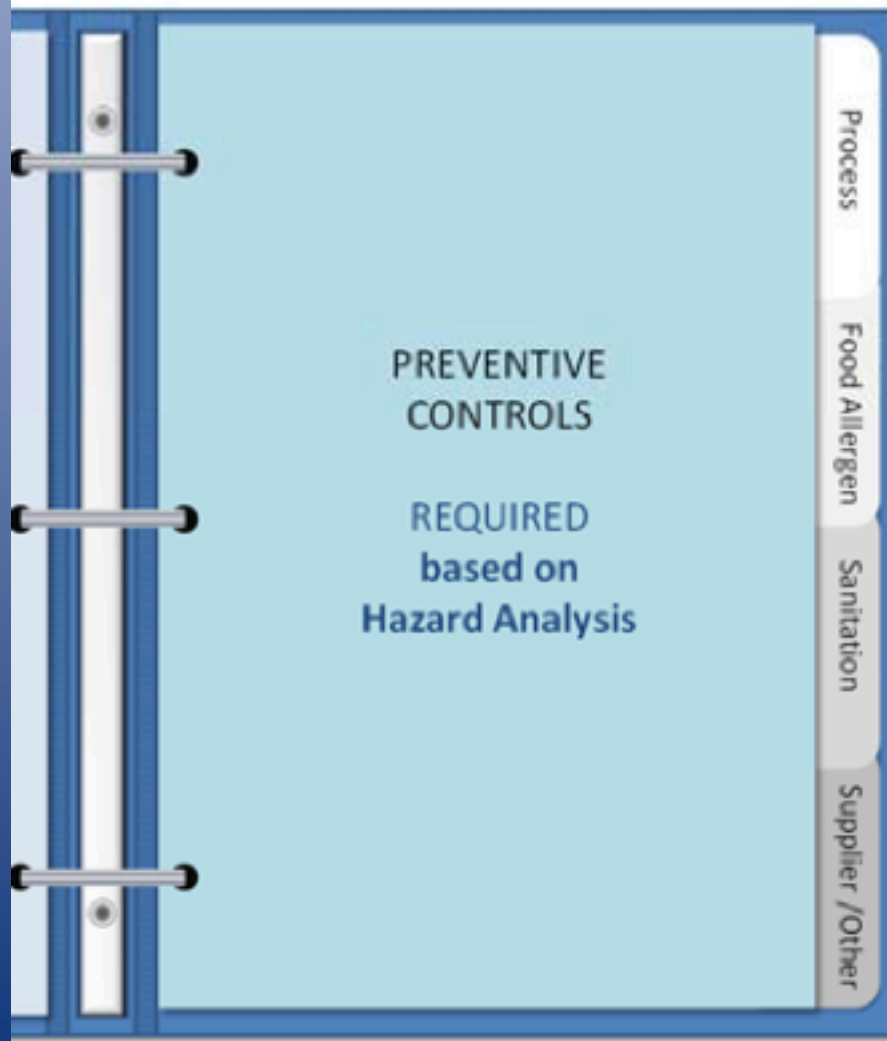 PREVENTIVE
CONTROLS
REQUIRED
based on
Hazard Analysis
Process
Food Allergen
Sanitation
Supplier /Other